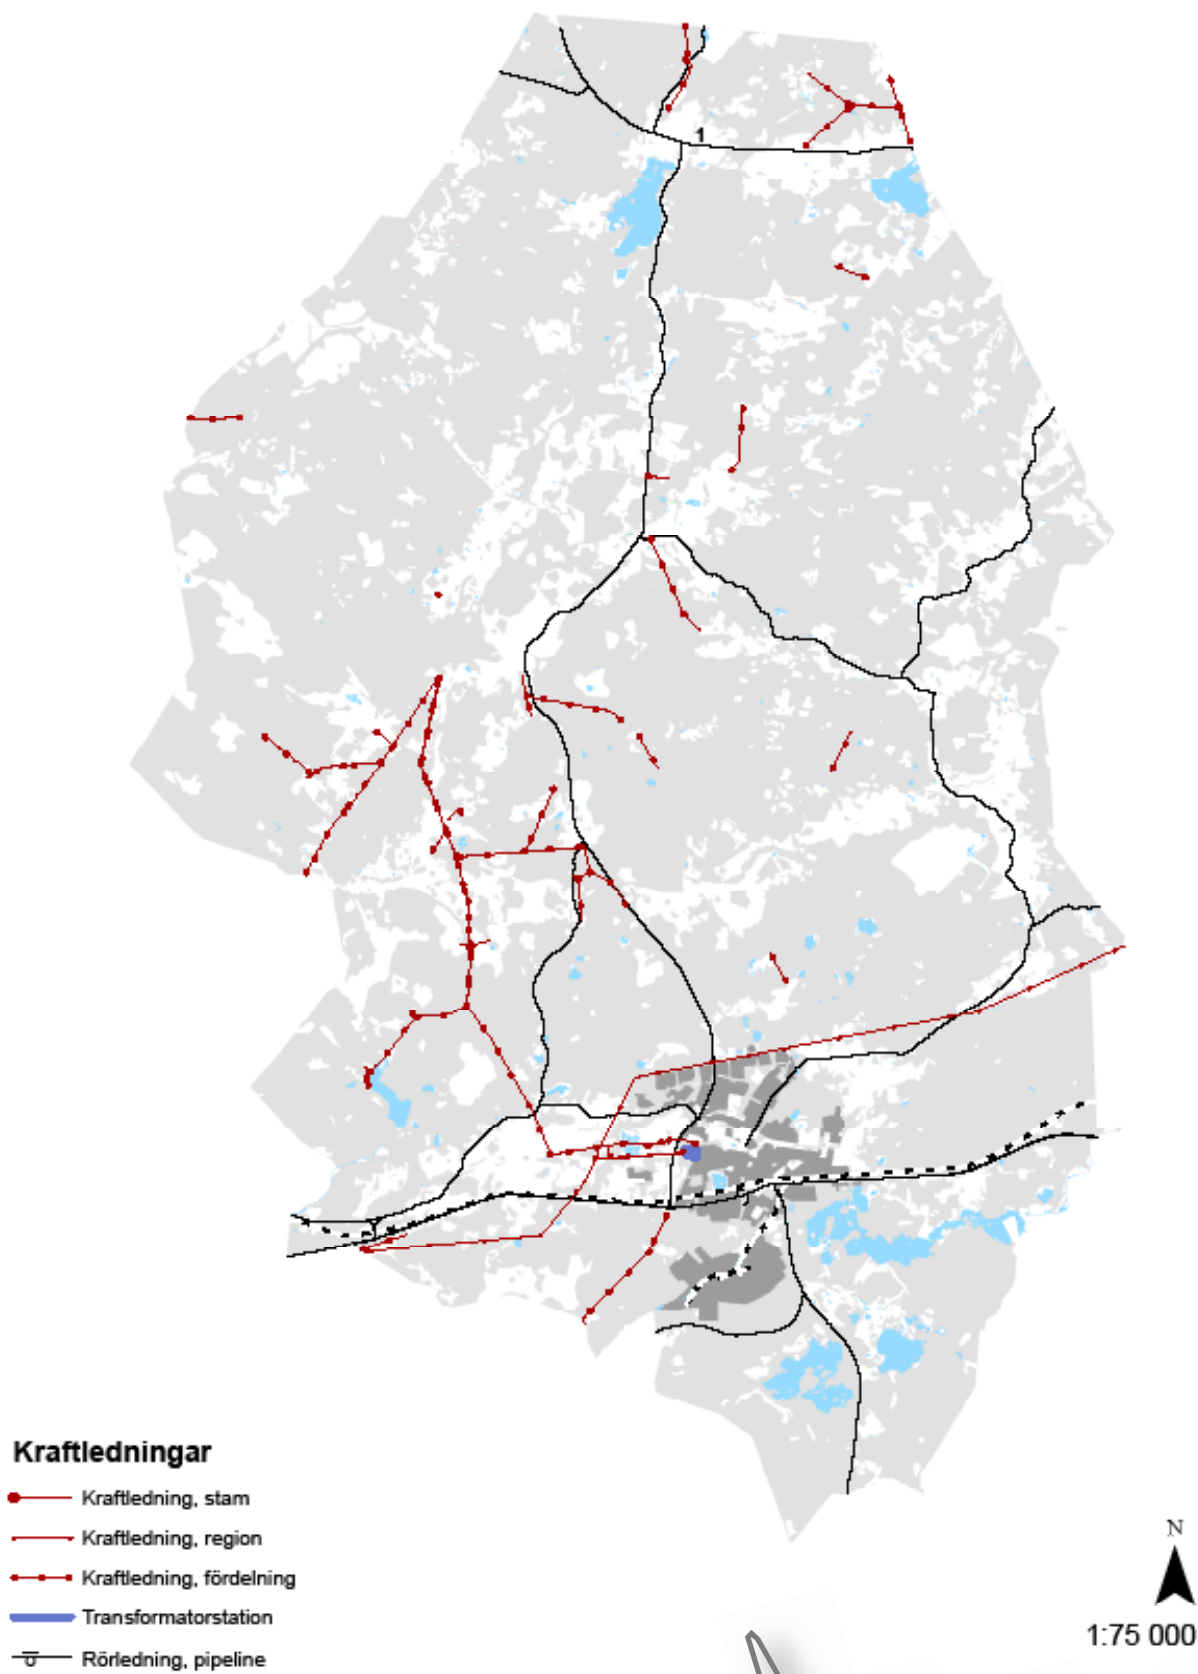 1
Kraftledningar
Kraftledning, stam
Kraftledning, region
Kraftledning, fördelning
Transformatorstation
Rörledning, pipeline
N
1:75 000